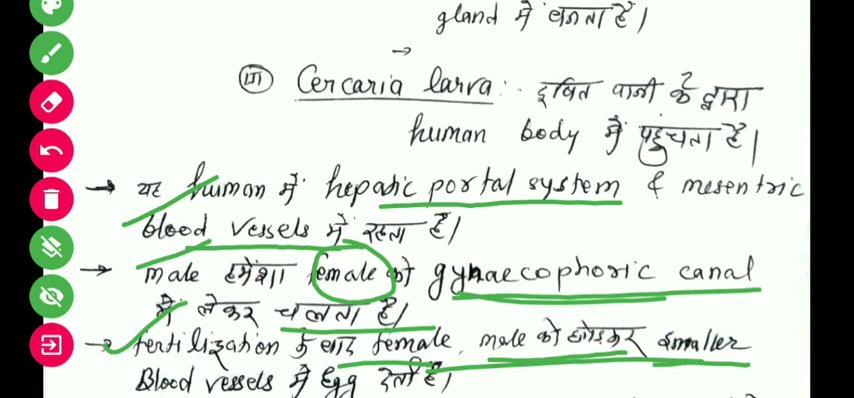 gland में बनता है।
→
(III) Cercaria larva :- दूषित पानी के द्वारा
human body में पहुंचता है।
→ यह human में hepatic portal system & mesentric
blood vessels में रहता है।
→ male हमेशा female को gynaecophoric canal
में लेकर चलता है।
→ fertilization के बाद female, male को छोड़कर smaller
Blood vessels में Egg देती है।